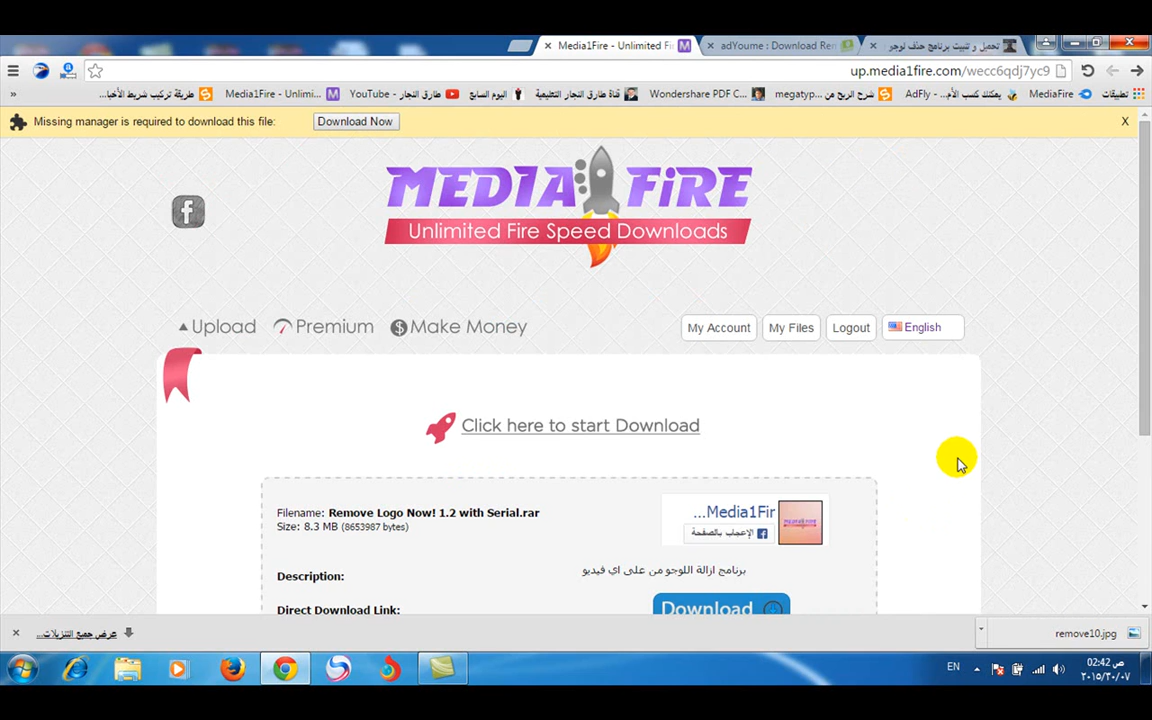 Media1Fire - Unlimited Fi
adYoume : Download Ren
تحميل و تثبيت برنامج حذف لوجو
up.media1fire.com/wecc6qdj7yc9
» طريقة تركيب شريط الأخبا... Media1Fire - Unlimi... YouTube - طارق النجار اليوم السابع قناة طارق النجار التعليمية Wondershare PDF C... شرح الربح من megatyp... يمكنك كسب الأم... - AdFly MediaFire تطبيقات
Missing manager is required to download this file: Download Now X
MEDIA FIRE
Unlimited Fire Speed Downloads
Upload Premium Make Money My Account My Files Logout English
Click here to start Download
Filename: Remove Logo Now! 1.2 with Serial.rar
Size: 8.3 MB (8653987 bytes)
...Media1Fir
الإعجاب بالصفحة
Description: برنامج ازالة اللوجو من على اي فيديو
Direct Download Link: Download
عرض جميع التنزيلات...
remove10.jpg
EN
02:42 ص